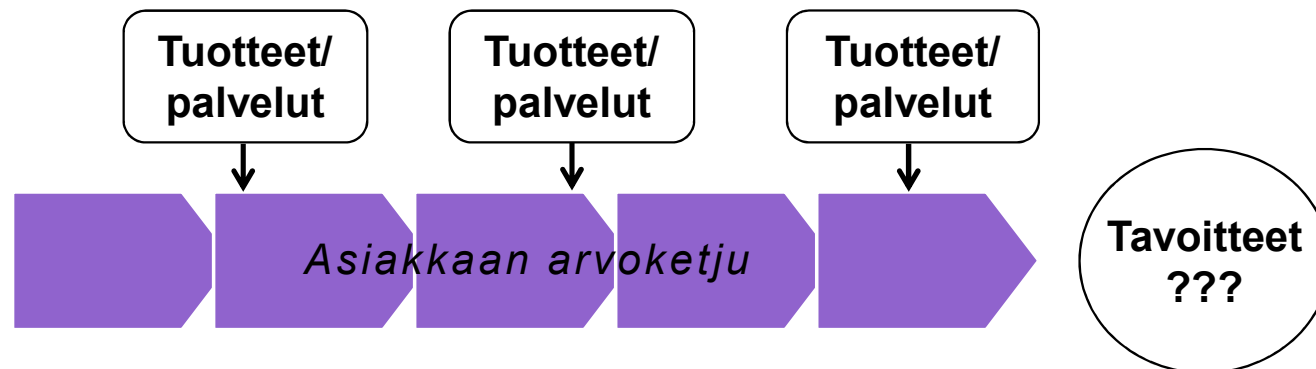 Tuotteet/
palvelut
Tuotteet/
palvelut
Tuotteet/
palvelut
Asiakkaan arvoketju
Tavoitteet
???